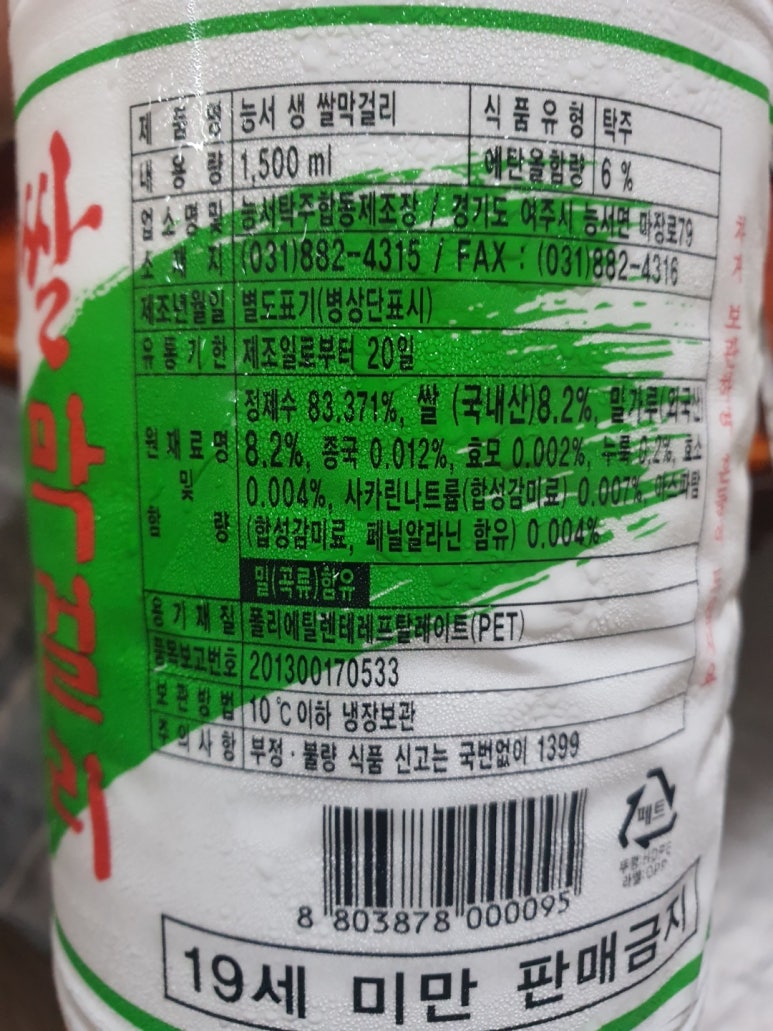 제품명 능서 생 쌀막걸리 식품유형 탁주
내용량 1,500 ml 에탄올함량 6 %
업소명및 능서탁주합동제조장 / 경기도 여주시 능서면 마장로79
소재지 (031)882-4315 / FAX : (031)882-4316
제조년월일 별도표기(병상단표시)
유통기한 제조일로부터 20일
정제수 83.371%, 쌀 (국내산)8.2%, 밀가루(외국산)
원재료명 8.2%, 종국 0.012%, 효모 0.002%, 누룩 0.2%, 효소
및 0.004%, 사카린나트륨(합성감미료) 0.007% 아스파탐
함량 (합성감미료, 페닐알라닌 함유) 0.004%
밀(곡류)함유
용기재질 폴리에틸렌테레프탈레이트(PET)
품목보고번호 201300170533
보관방법 10℃이하 냉장보관
주의사항 부정·불량 식품 신고는 국번없이 1399
페트
뚜껑:HDPE
라벨:OPP
8 803878 000095
19세 미만 판매금지
쌀막걸리